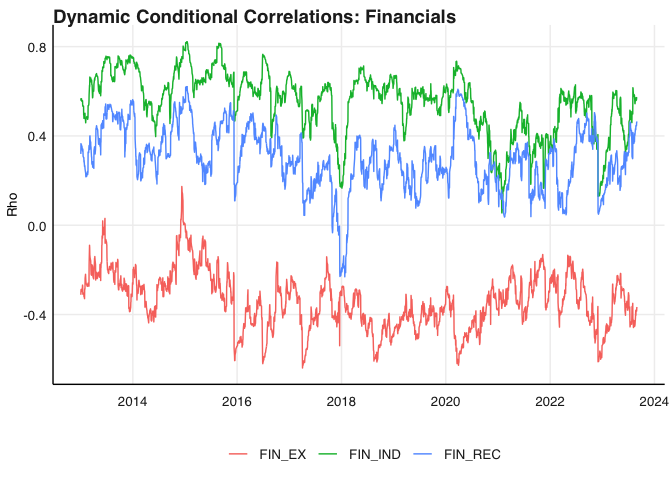 Dynamic Conditional Correlations: Financials
Rho
0.8
0.4
0.0
-0.4
2014 2016 2018 2020 2022 2024
FIN_EX FIN_IND FIN_REC